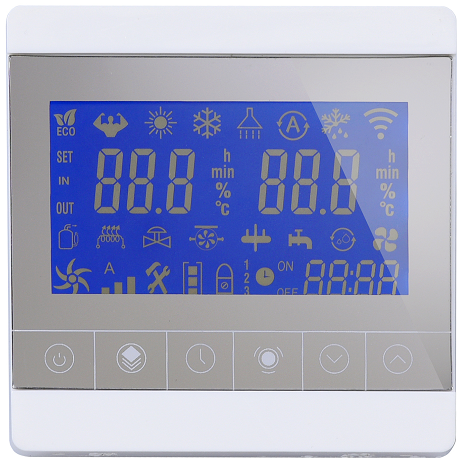 ECO
A
SET 88.8 h 88.8 h
min min
IN % %
OUT °C °C
A 1 ON
2
3 OFF 88:88